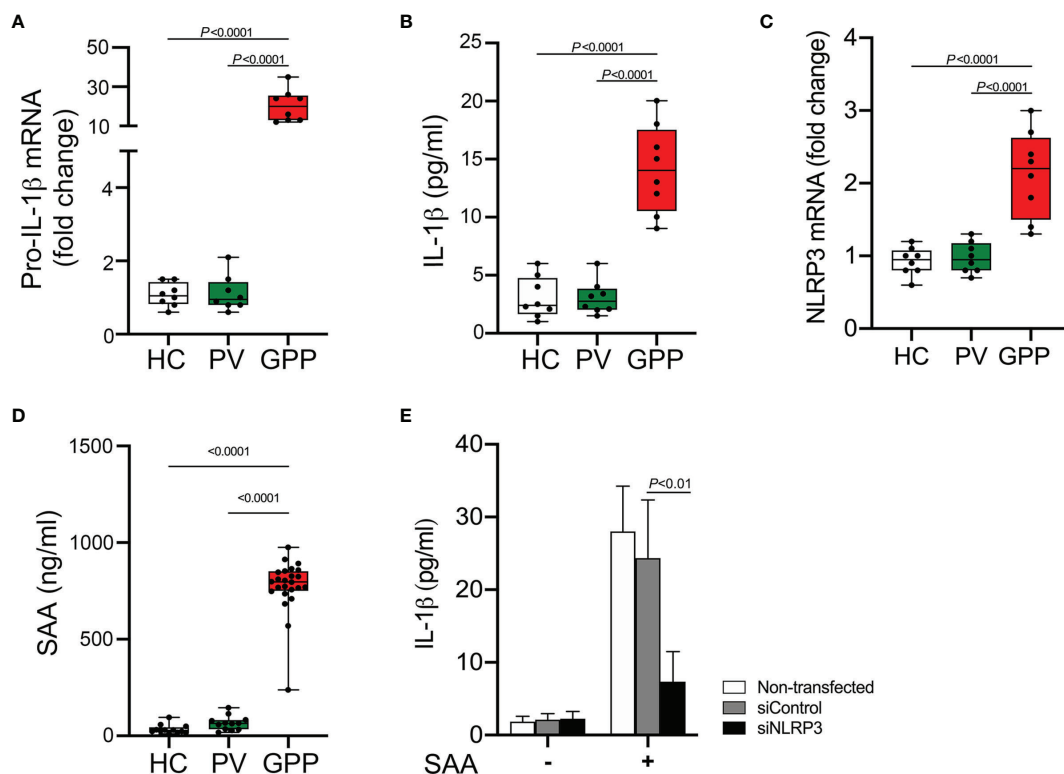 A
Pro-IL-1β mRNA
(fold change)
50
30
10
4
2
0
P<0.0001
P<0.0001
HC PV GPP
B
IL-1β (pg/ml)
25
20
15
10
5
0
P<0.0001
P<0.0001
HC PV GPP
C
NLRP3 mRNA (fold change)
4
3
2
1
0
P<0.0001
P<0.0001
HC PV GPP
D
SAA (ng/ml)
1500
1000
500
0
<0.0001
<0.0001
HC PV GPP
E
IL-1β (pg/ml)
40
30
20
10
0
P<0.01
SAA - +
Non-transfected
siControl
siNLRP3